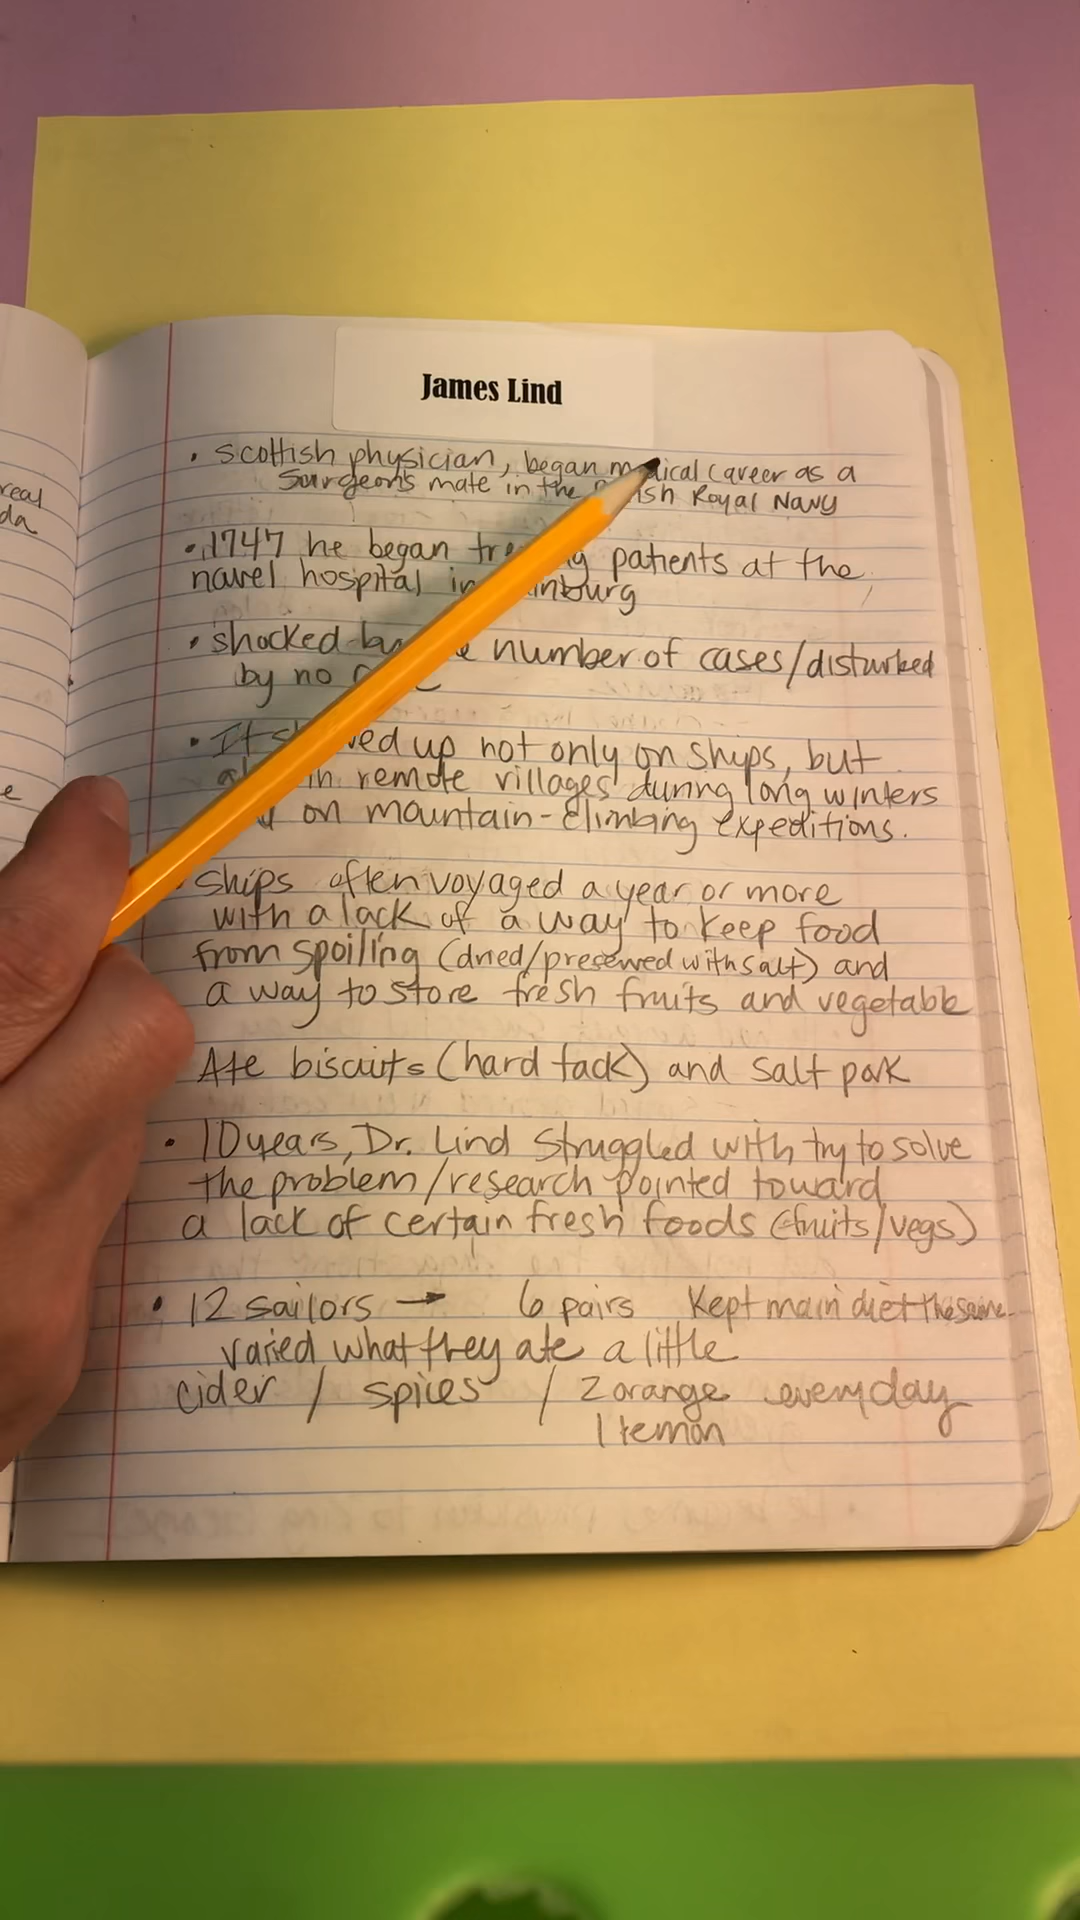 real
da
e
James Lind
• Scottish physician, began medical career as a
Surgeons mate in the Royal Navy
• 1747 he began patients at the
navel hospital in
• shocked by number of cases/disturbed
by no
• It up not only on ships, but
in remote villages during long winters
on mountain-climbing expeditions.
• Ships often voyaged a year or more
with a lack of a way to keep food
from spoiling (dried/preserved with salt) and
a way to store fresh fruits and vegetable
Ate biscuits (hard tack) and salt pork
• 10 years, Dr. Lind struggled with try to solve
the problem/research pointed toward
a lack of certain fresh foods (fruits/vegs)
• 12 sailors → 6 pairs Kept main diet the same
varied what they ate a little
cider / spices / 2 orange everyday
1 lemon